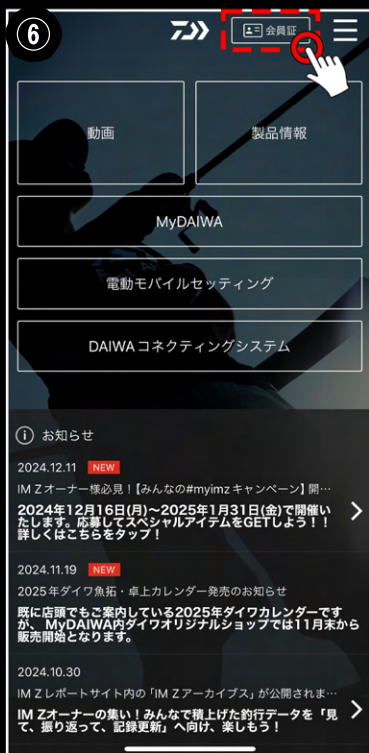 ⑥
会員証
動画
製品情報
MyDAIWA
電動モバイルセッティング
DAIWAコネクティングシステム
お知らせ
2024.12.11 NEW
IM Zオーナー様必見！【みんなの#myimzキャンペーン】開…
2024年12月16日(月)～2025年1月31日(金)で開催い
たします。応募してスペシャルアイテムをGETしよう！！
詳しくはこちらをタップ！
2024.11.19 NEW
2025年ダイワ魚拓・卓上カレンダー発売のお知らせ
既に店頭でもご案内している2025年ダイワカレンダーです
が、 MyDAIWA内ダイワオリジナルショップでは11月末から
販売開始となります。
2024.10.30
IM Zレポートサイト内の「IM Zアーカイブス」が公開されま…
IM Zオーナーの集い！みんなで積上げた釣行データを「見
て、振り返って、記録更新」へ向け、楽しもう！